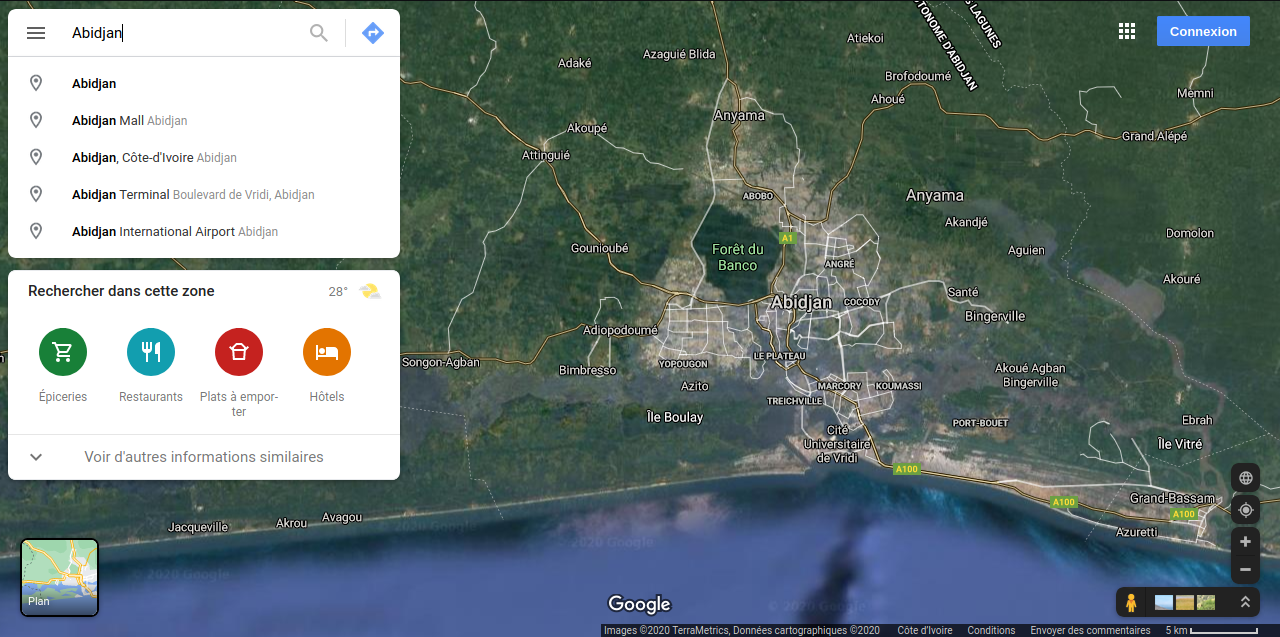 Abidjan
Abidjan
Abidjan Mall Abidjan
Abidjan, Côte-d'Ivoire Abidjan
Abidjan Terminal Boulevard de Vridi, Abidjan
Abidjan International Airport Abidjan
Rechercher dans cette zone
28°
Épiceries
Restaurants
Plats à empor-
ter
Hôtels
Voir d'autres informations similaires
Connexion
TONOME D'ABIDJAN
S LAGUNES
Atiekoi
Azaguié Blida
Adaké
Brofodoumé
Ahoué
Memni
Anyama
Akoupé
Grand Alépé
Attinguié
ABOBO
Anyama
Akandjé
Domolon
A1
Gounioubé
Forêt du
Banco
Aguien
ANGRÉ
Akouré
Santé
Abidjan
COCODY
Bingerville
Adiopodoumé
LE PLATEAU
Songon-Agban
YOPOUGON
Bimbresso
Akoué Agban
Bingerville
Azito
MARCORY
KOUMASSI
TREICHVILLE
Île Boulay
PORT-BOUET
Ebrah
Cité
Universitaire
de Vridi
Île Vitré
A100
A100
Grand-Bassam
A100
Jacqueville
Akrou
Avagou
Azuretti
© 2020 Google
© 2020 Google
© 2020 Google
Plan
Google
Images ©2020 TerraMetrics, Données cartographiques ©2020
Côte d'Ivoire
Conditions
Envoyer des commentaires
5 km